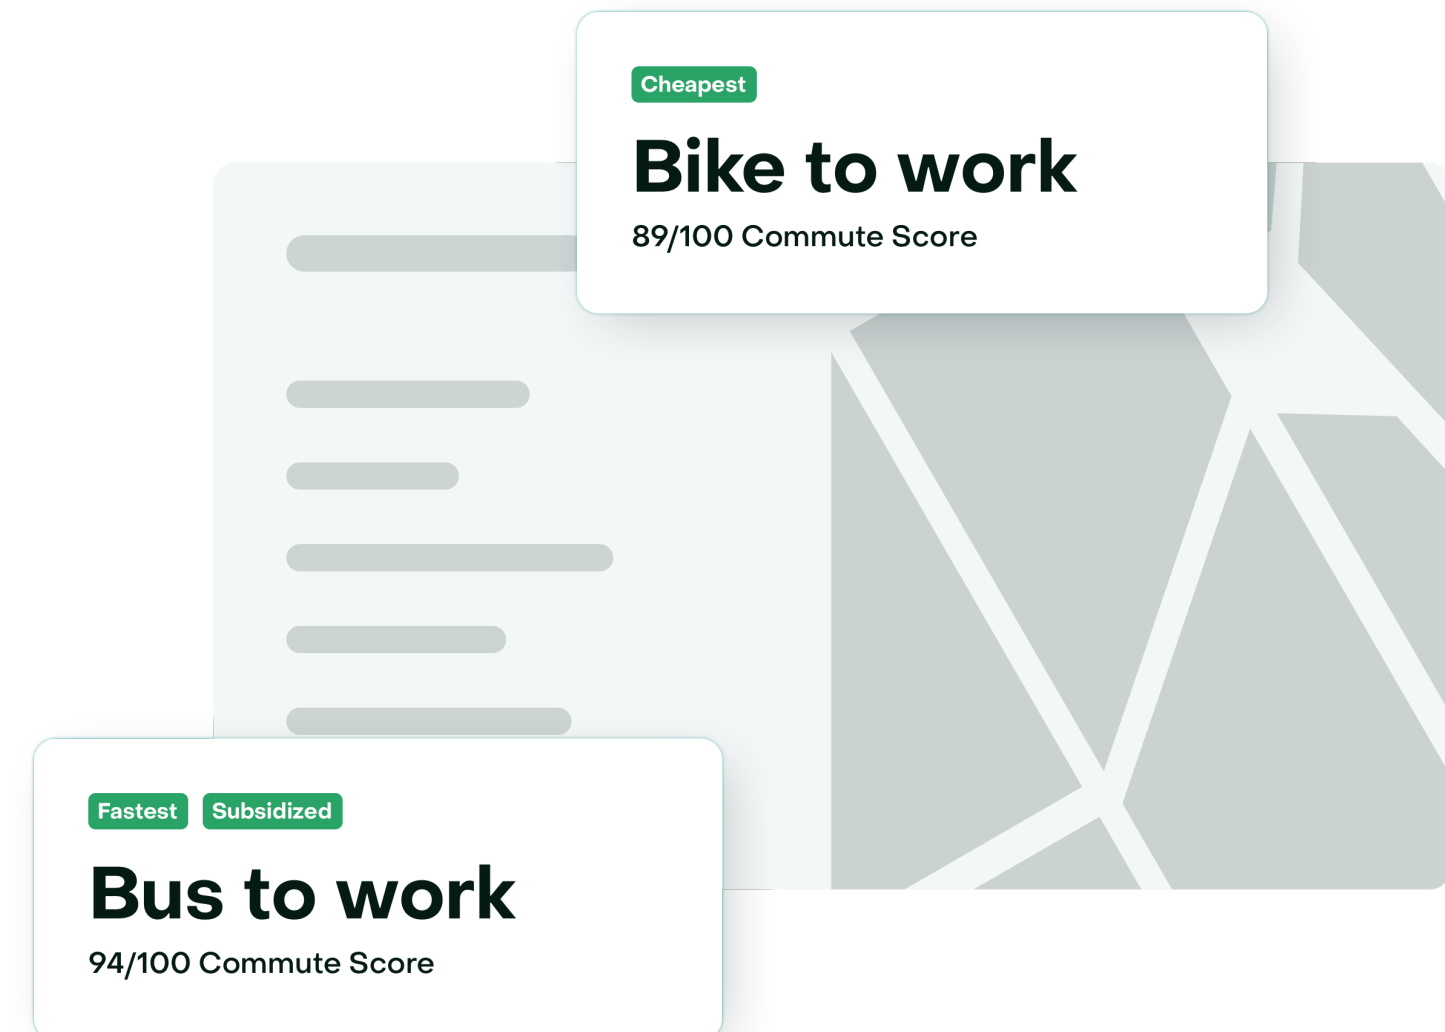 Cheapest
Bike to work
89/100 Commute Score
Fastest Subsidized
Bus to work
94/100 Commute Score